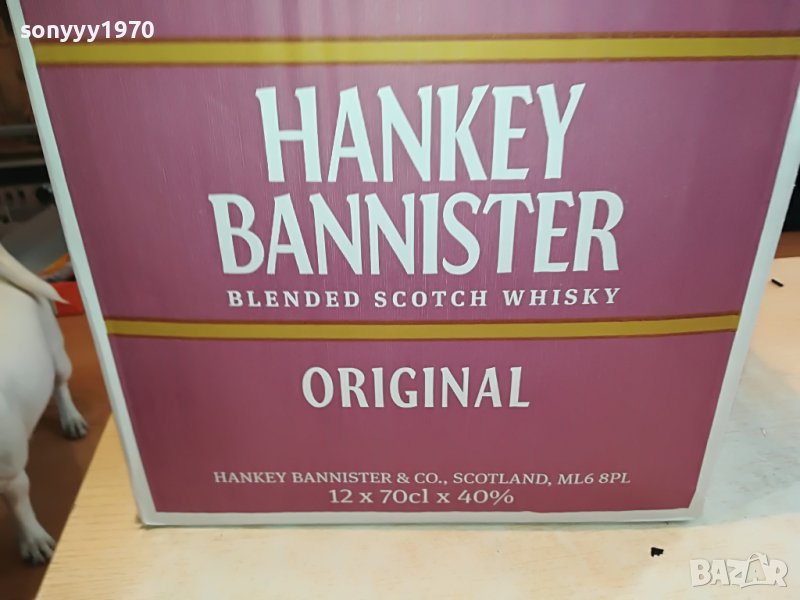 sonyyy1970
HANKEY
BANNISTER
BLENDED SCOTCH WHISKY
ORIGINAL
HANKEY BANNISTER & CO., SCOTLAND, ML6 8PL
12 x 70cl x 40%
BAZAR